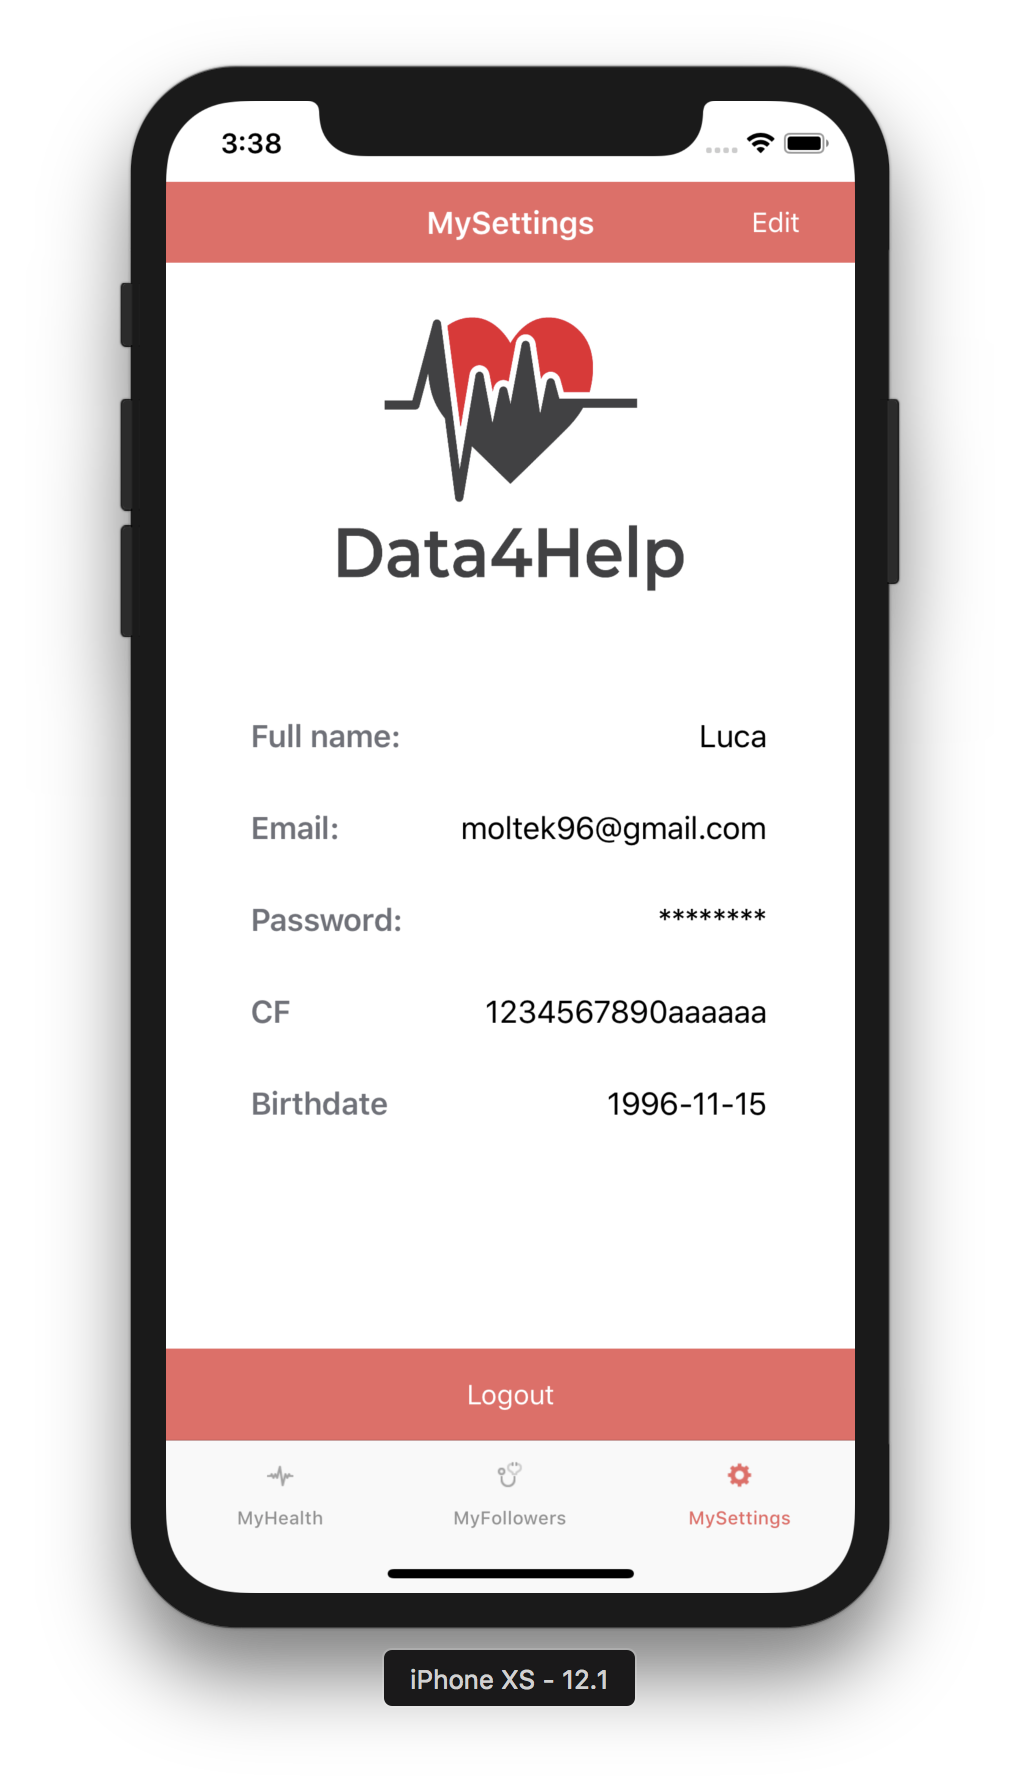 3:38
MySettings Edit
Data4Help
Full name: Luca
Email: moltek96@gmail.com
Password: ********
CF 1234567890aaaaaa
Birthdate 1996-11-15
Logout
MyHealth MyFollowers MySettings
iPhone XS - 12.1